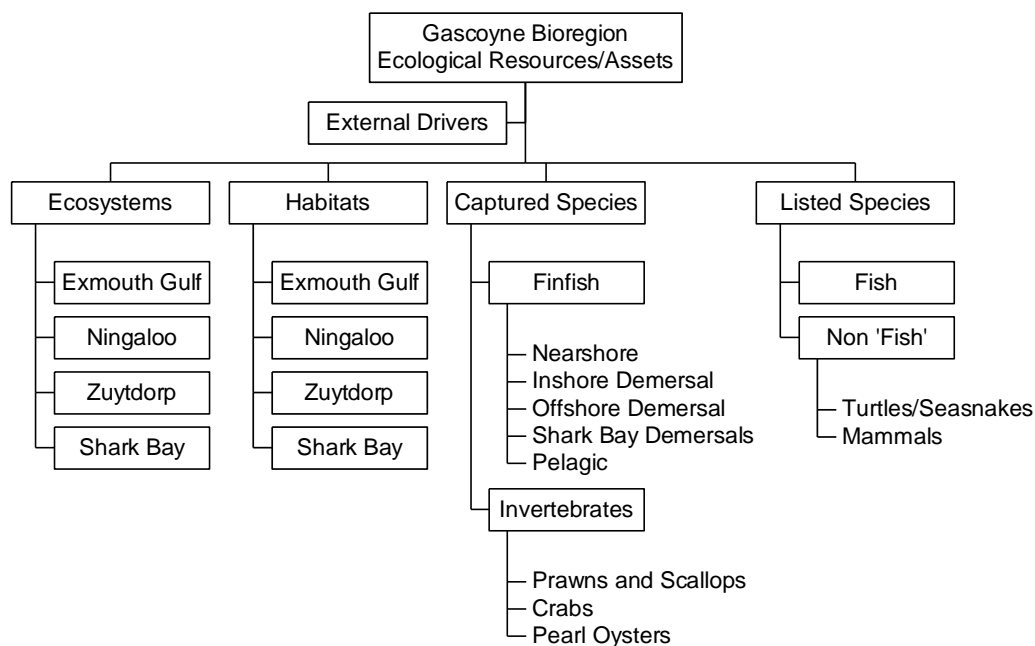 Gascoyne Bioregion
Ecological Resources/Assets
External Drivers
Ecosystems
Exmouth Gulf
Ningaloo
Zuytdorp
Shark Bay
Habitats
Exmouth Gulf
Ningaloo
Zuytdorp
Shark Bay
Captured Species
Finfish
Nearshore
Inshore Demersal
Offshore Demersal
Shark Bay Demersals
Pelagic
Invertebrates
Prawns and Scallops
Crabs
Pearl Oysters
Listed Species
Fish
Non 'Fish'
Turtles/Seasnakes
Mammals